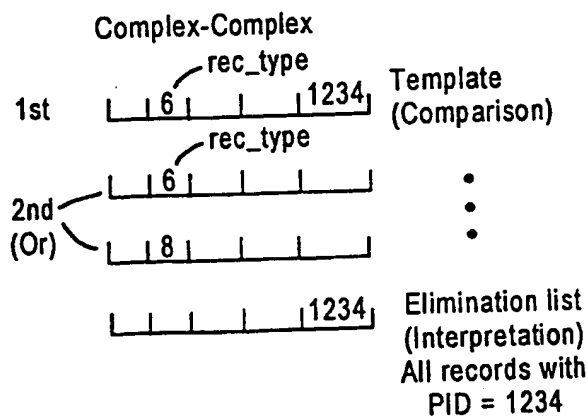 Complex-Complex
rec_type
1st 6 1234 Template
(Comparison)
rec_type
6
2nd
(Or)
8
1234 Elimination list
(Interpretation)
All records with
PID = 1234